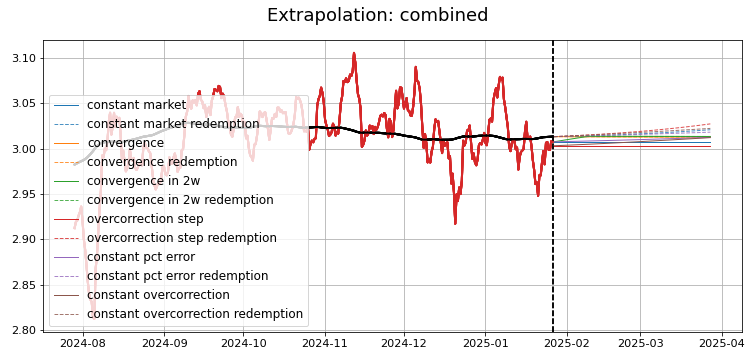 Extrapolation: combined
3.10
3.05
3.00
2.95
2.90
2.85
2.80
constant market
constant market redemption
convergence
convergence redemption
convergence in 2w
convergence in 2w redemption
overcorrection step
overcorrection step redemption
constant pct error
constant pct error redemption
constant overcorrection
constant overcorrection redemption
2024-08 2024-09 2024-10 2024-11 2024-12 2025-01 2025-02 2025-03 2025-04